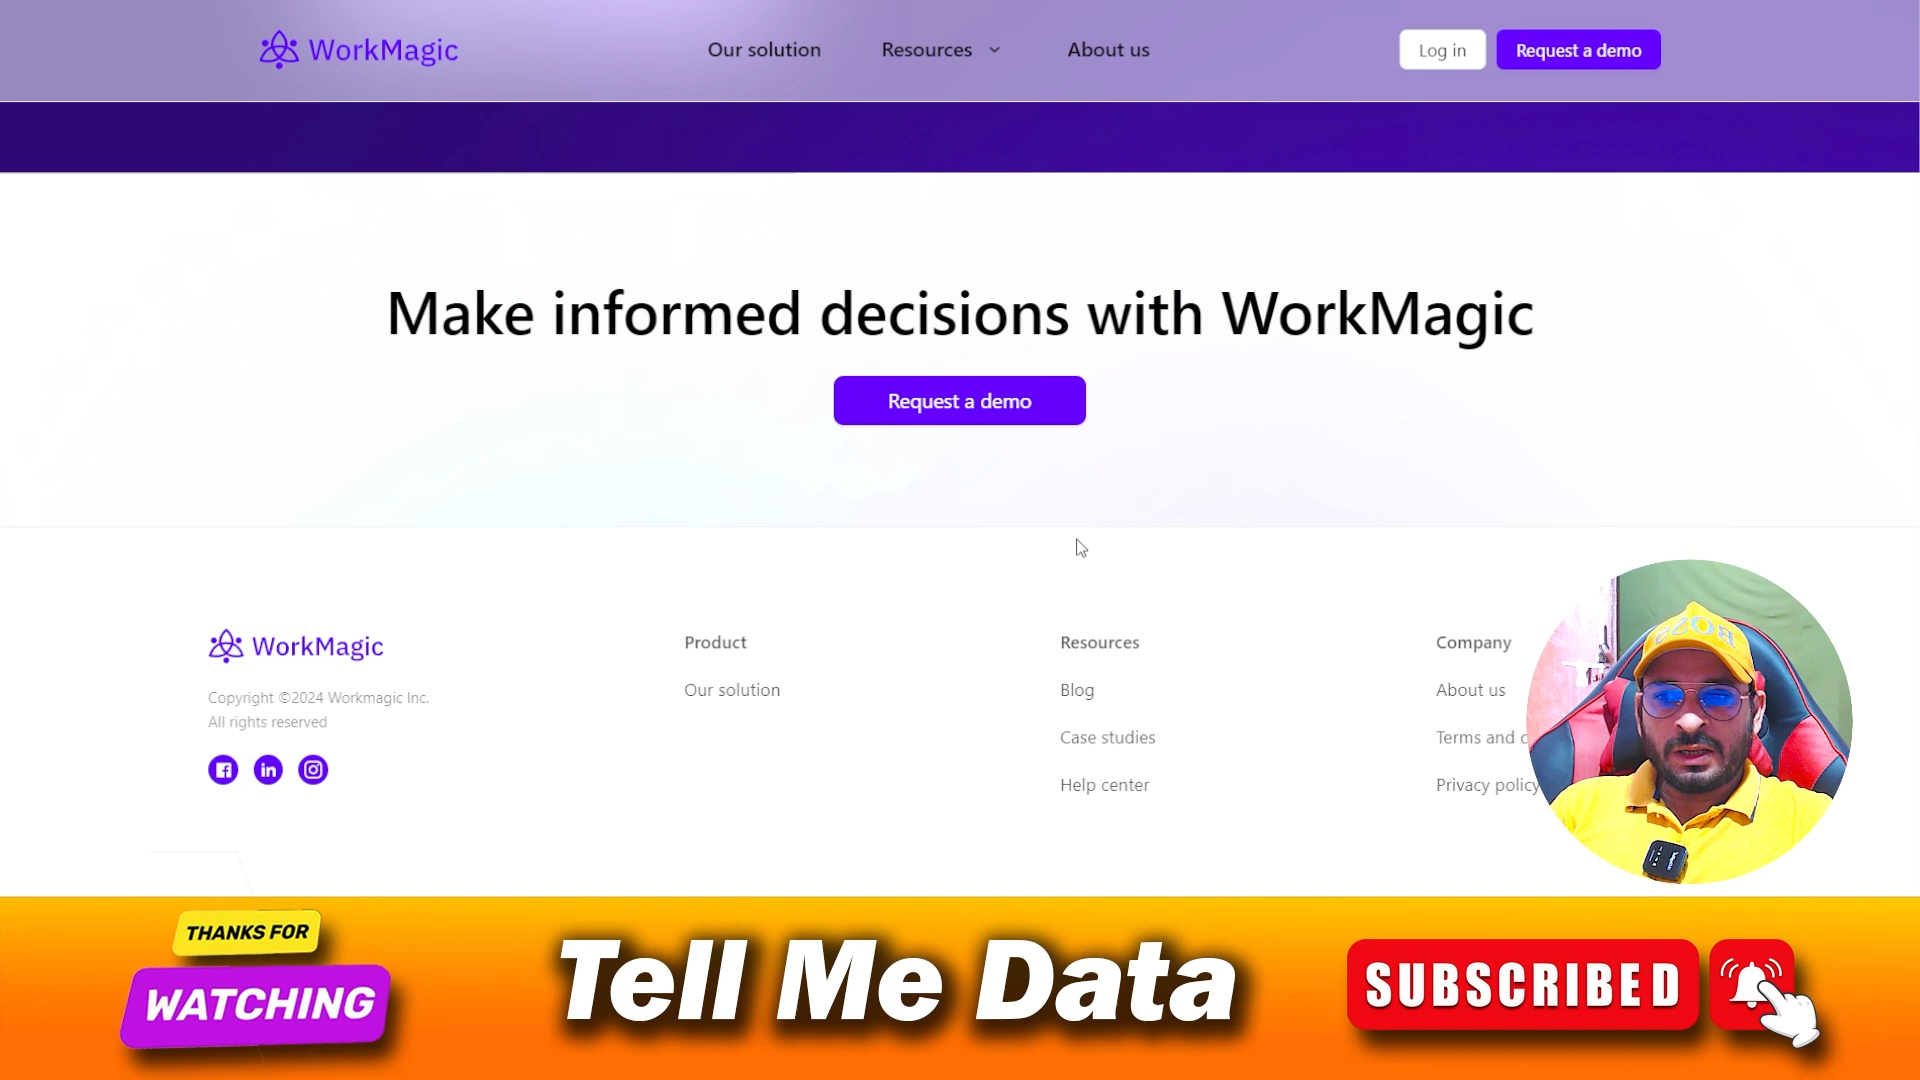 WorkMagic
Our solution
Resources
About us
Log in
Request a demo
Make informed decisions with WorkMagic
Request a demo
WorkMagic
Copyright ©2024 Workmagic Inc.
All rights reserved
Product
Our solution
Resources
Blog
Case studies
Help center
Company
About us
Terms and
Privacy policy
BOSS
THANKS FOR
WATCHING
Tell Me Data
SUBSCRIBED